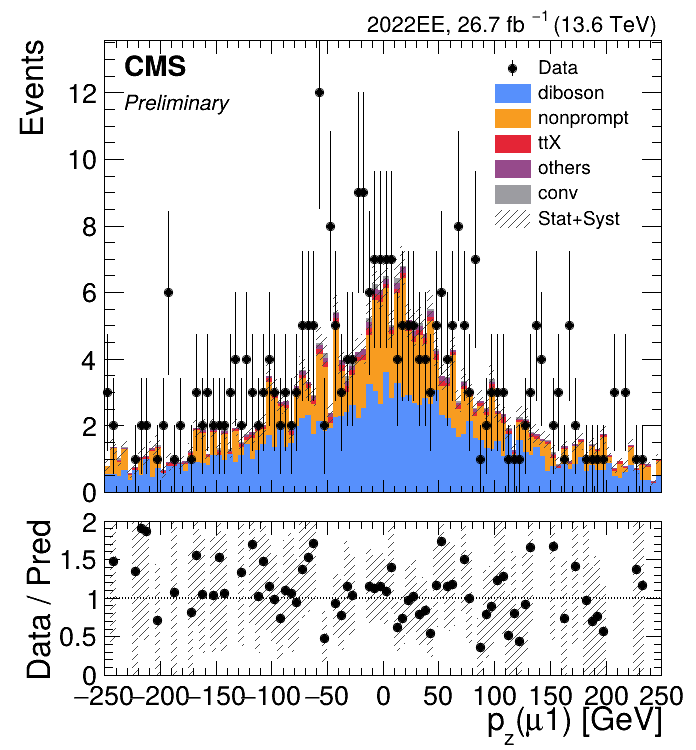 2022EE, 26.7 fb⁻¹ (13.6 TeV)
CMS
Preliminary
Events
12
10
8
6
4
2
0
Data
diboson
nonprompt
ttX
others
conv
Stat+Syst
Data / Pred
2
1.5
1
0.5
0
−250 −200 −150 −100 −50 0 50 100 150 200 250
p_z(μ1) [GeV]